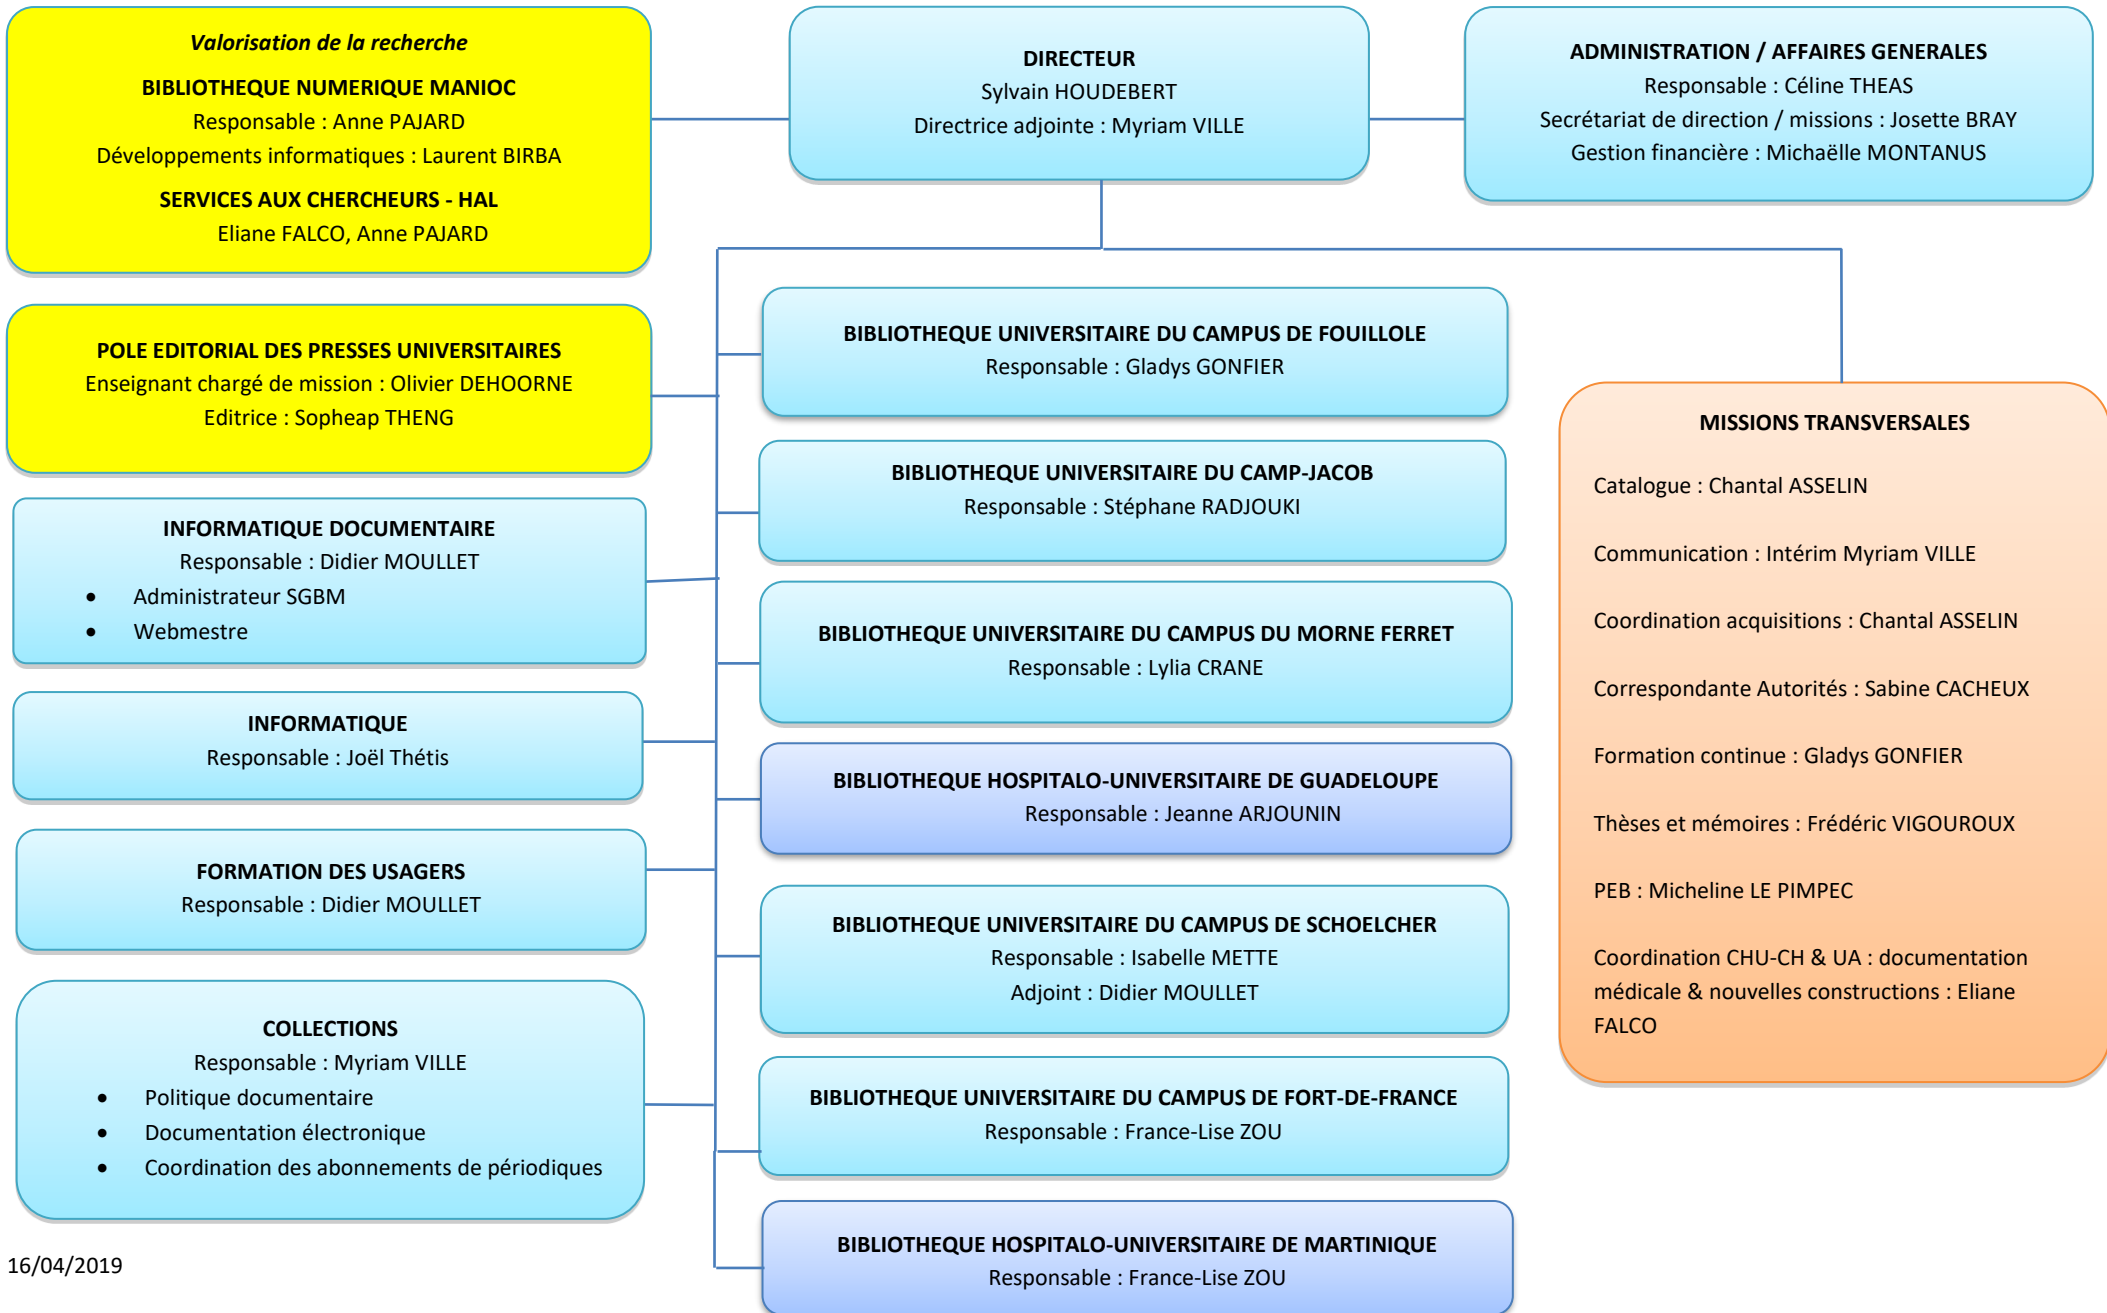 Valorisation de la recherche
BIBLIOTHEQUE NUMERIQUE MANIOC
Responsable : Anne PAJARD
Développements informatiques : Laurent BIRBA
SERVICES AUX CHERCHEURS - HAL
Eliane FALCO, Anne PAJARD
DIRECTEUR
Sylvain HOUDEBERT
Directrice adjointe : Myriam VILLE
ADMINISTRATION / AFFAIRES GENERALES
Responsable : Céline THEAS
Secrétariat de direction / missions : Josette BRAY
Gestion financière : Michaëlle MONTANUS
POLE EDITORIAL DES PRESSES UNIVERSITAIRES
Enseignant chargé de mission : Olivier DEHOORNE
Editrice : Sopheap THENG
INFORMATIQUE DOCUMENTAIRE
Responsable : Didier MOULLET
• Administrateur SGBM
• Webmestre
INFORMATIQUE
Responsable : Joël Thétis
FORMATION DES USAGERS
Responsable : Didier MOULLET
COLLECTIONS
Responsable : Myriam VILLE
• Politique documentaire
• Documentation électronique
• Coordination des abonnements de périodiques
BIBLIOTHEQUE UNIVERSITAIRE DU CAMPUS DE FOUILLOLE
Responsable : Gladys GONFIER
BIBLIOTHEQUE UNIVERSITAIRE DU CAMP-JACOB
Responsable : Stéphane RADJOUKI
BIBLIOTHEQUE UNIVERSITAIRE DU CAMPUS DU MORNE FERRET
Responsable : Lylia CRANE
BIBLIOTHEQUE HOSPITALO-UNIVERSITAIRE DE GUADELOUPE
Responsable : Jeanne ARJOUNIN
BIBLIOTHEQUE UNIVERSITAIRE DU CAMPUS DE SCHOELCHER
Responsable : Isabelle METTE
Adjoint : Didier MOULLET
BIBLIOTHEQUE UNIVERSITAIRE DU CAMPUS DE FORT-DE-FRANCE
Responsable : France-Lise ZOU
BIBLIOTHEQUE HOSPITALO-UNIVERSITAIRE DE MARTINIQUE
Responsable : France-Lise ZOU
MISSIONS TRANSVERSALES
Catalogue : Chantal ASSELIN
Communication : Intérim Myriam VILLE
Coordination acquisitions : Chantal ASSELIN
Correspondante Autorités : Sabine CACHEUX
Formation continue : Gladys GONFIER
Thèses et mémoires : Frédéric VIGOUROUX
PEB : Micheline LE PIMPEC
Coordination CHU-CH & UA : documentation
médicale & nouvelles constructions : Eliane
FALCO
16/04/2019